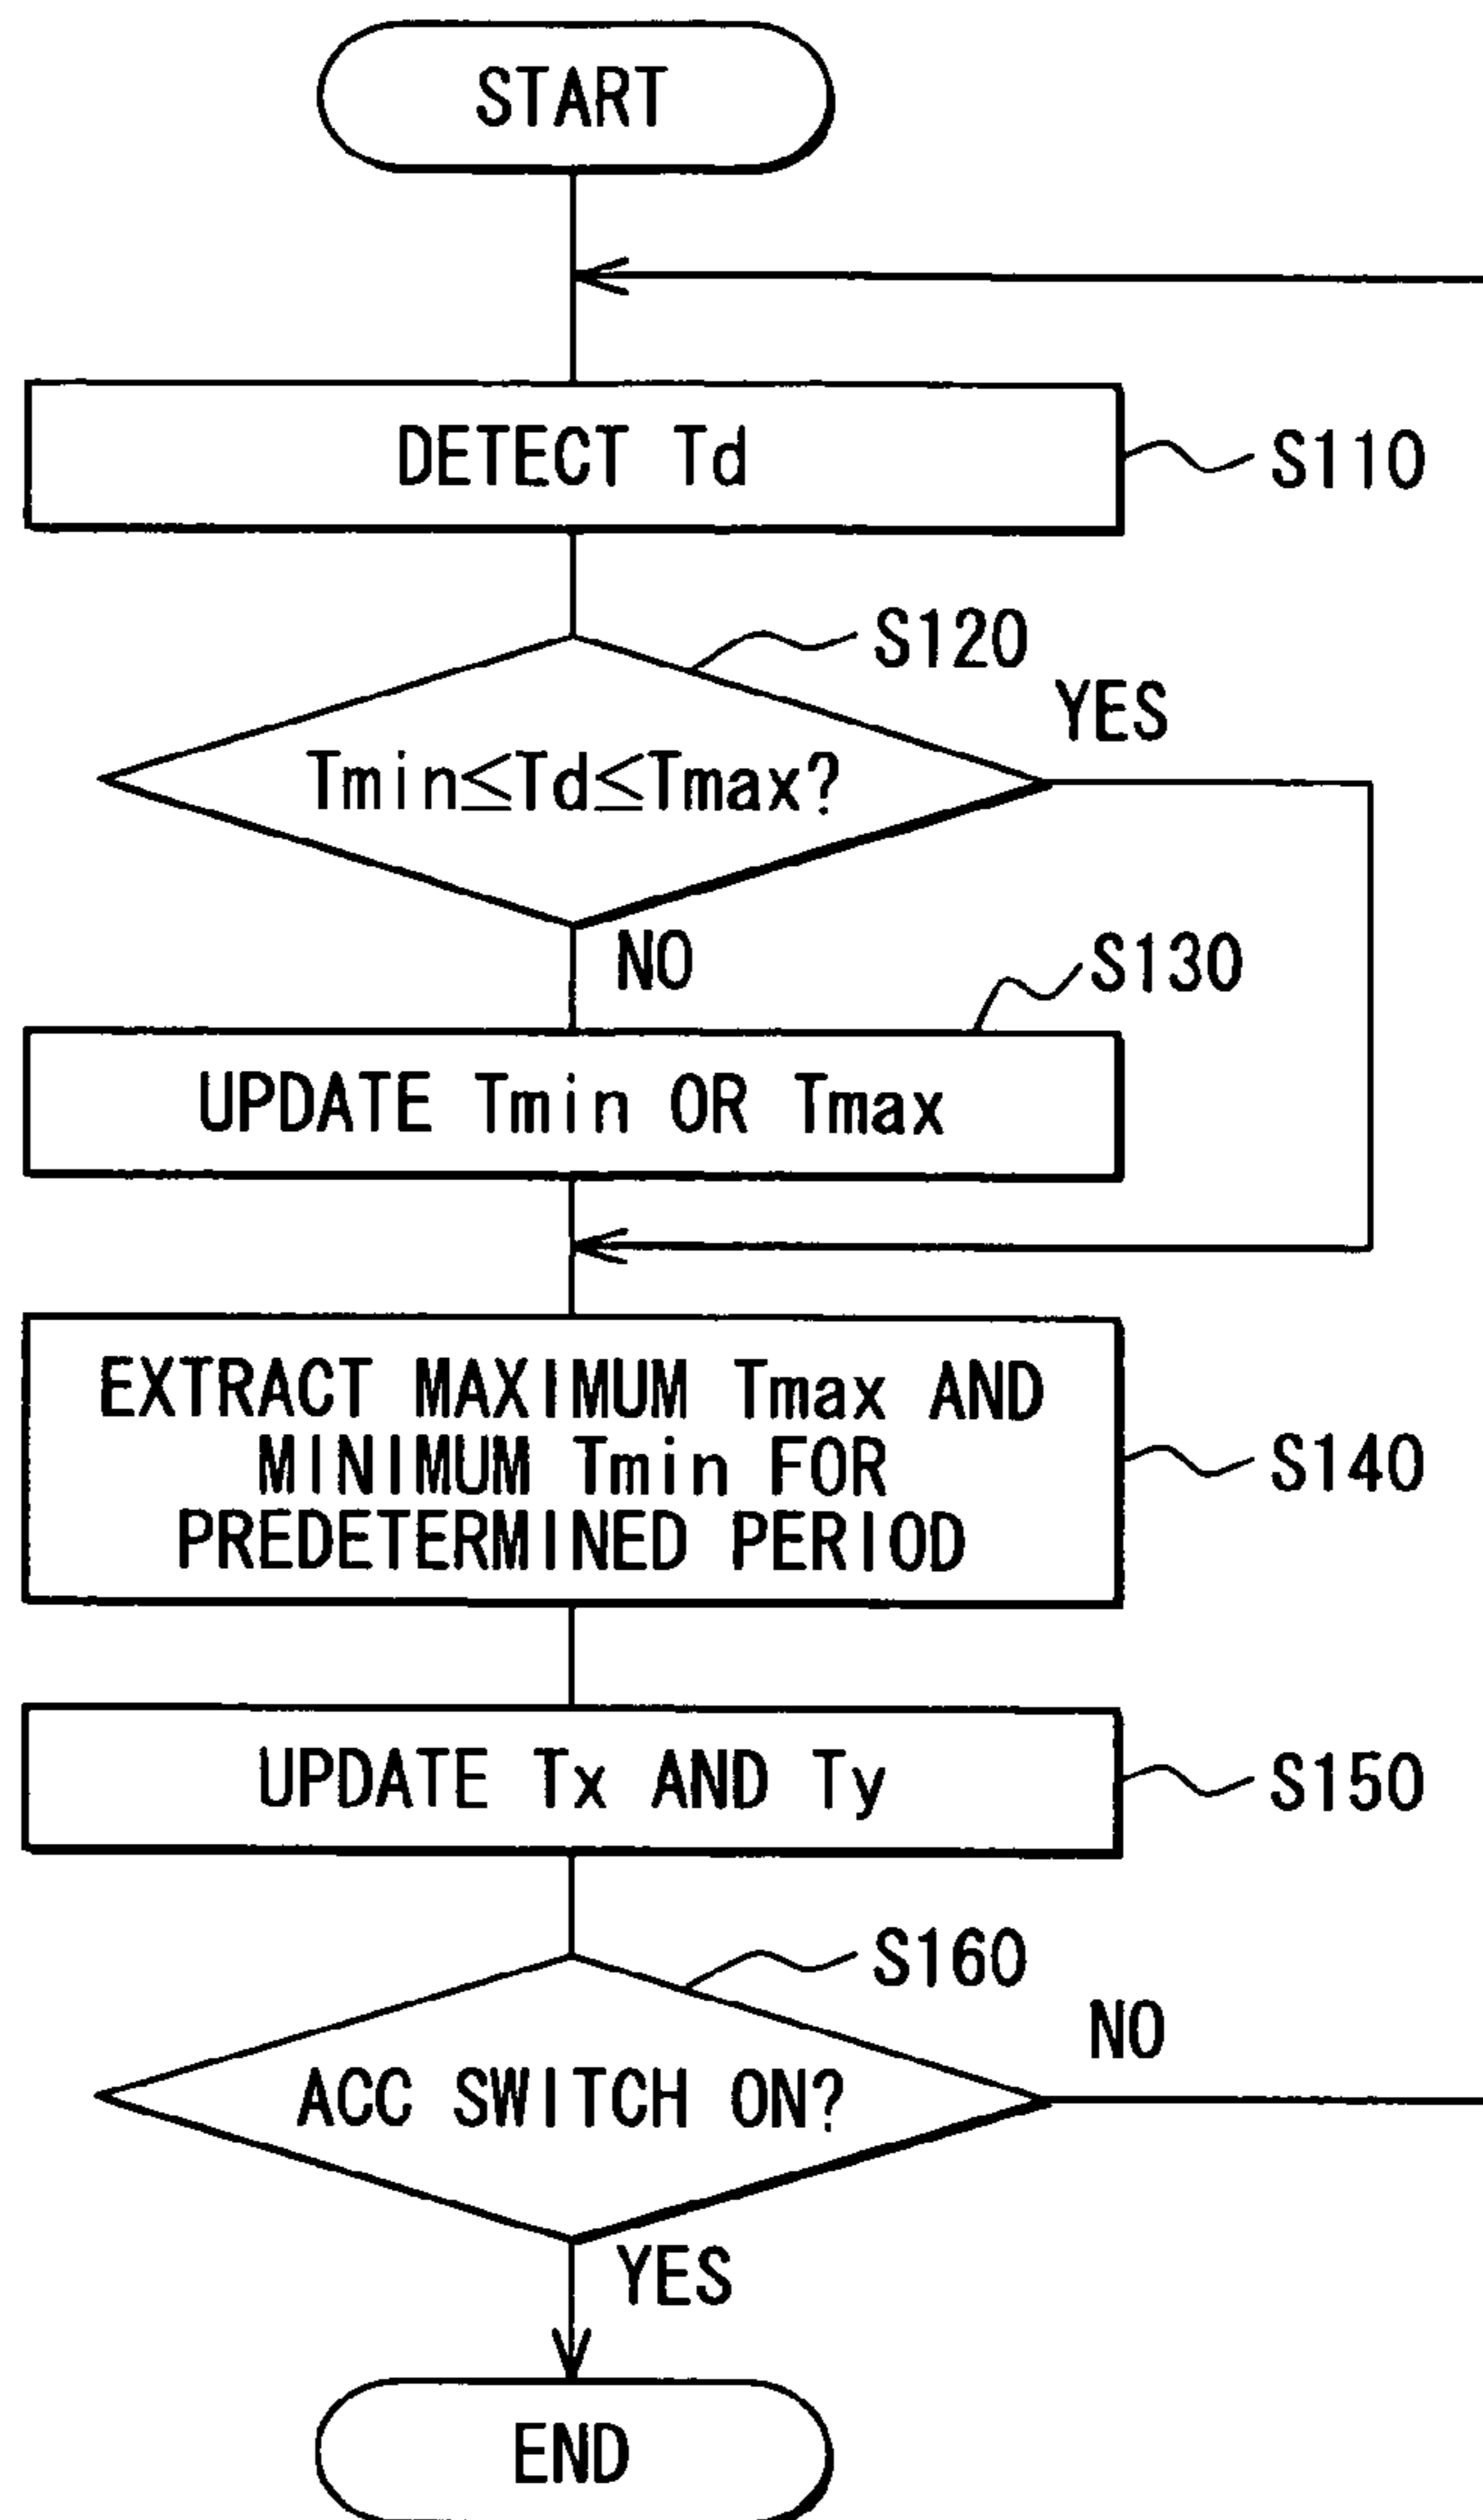 START
DETECT Td
S110
S120
YES
Tmin≤Td≤Tmax?
NO
S130
UPDATE Tmin OR Tmax
EXTRACT MAXIMUM Tmax AND
MINIMUM Tmin FOR
PREDETERMINED PERIOD
S140
UPDATE Tx AND Ty
S150
S160
NO
ACC SWITCH ON?
YES
END